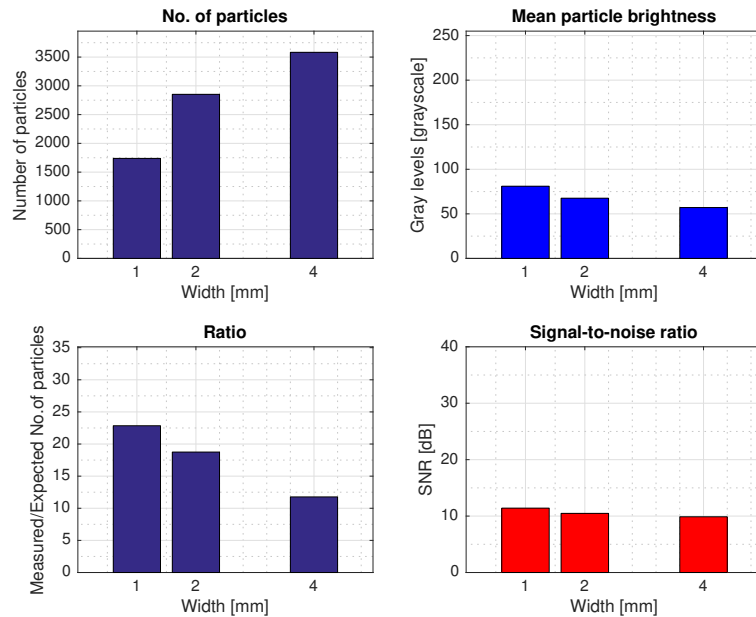 No. of particles
Number of particles
3500
3000
2500
2000
1500
1000
500
0
1 2 4
Width [mm]
Mean particle brightness
Gray levels [grayscale]
250
200
150
100
50
0
1 2 4
Width [mm]
Ratio
Measured/Expected No.of particles
35
30
25
20
15
10
5
0
1 2 4
Width [mm]
Signal-to-noise ratio
SNR [dB]
40
30
20
10
0
1 2 4
Width [mm]